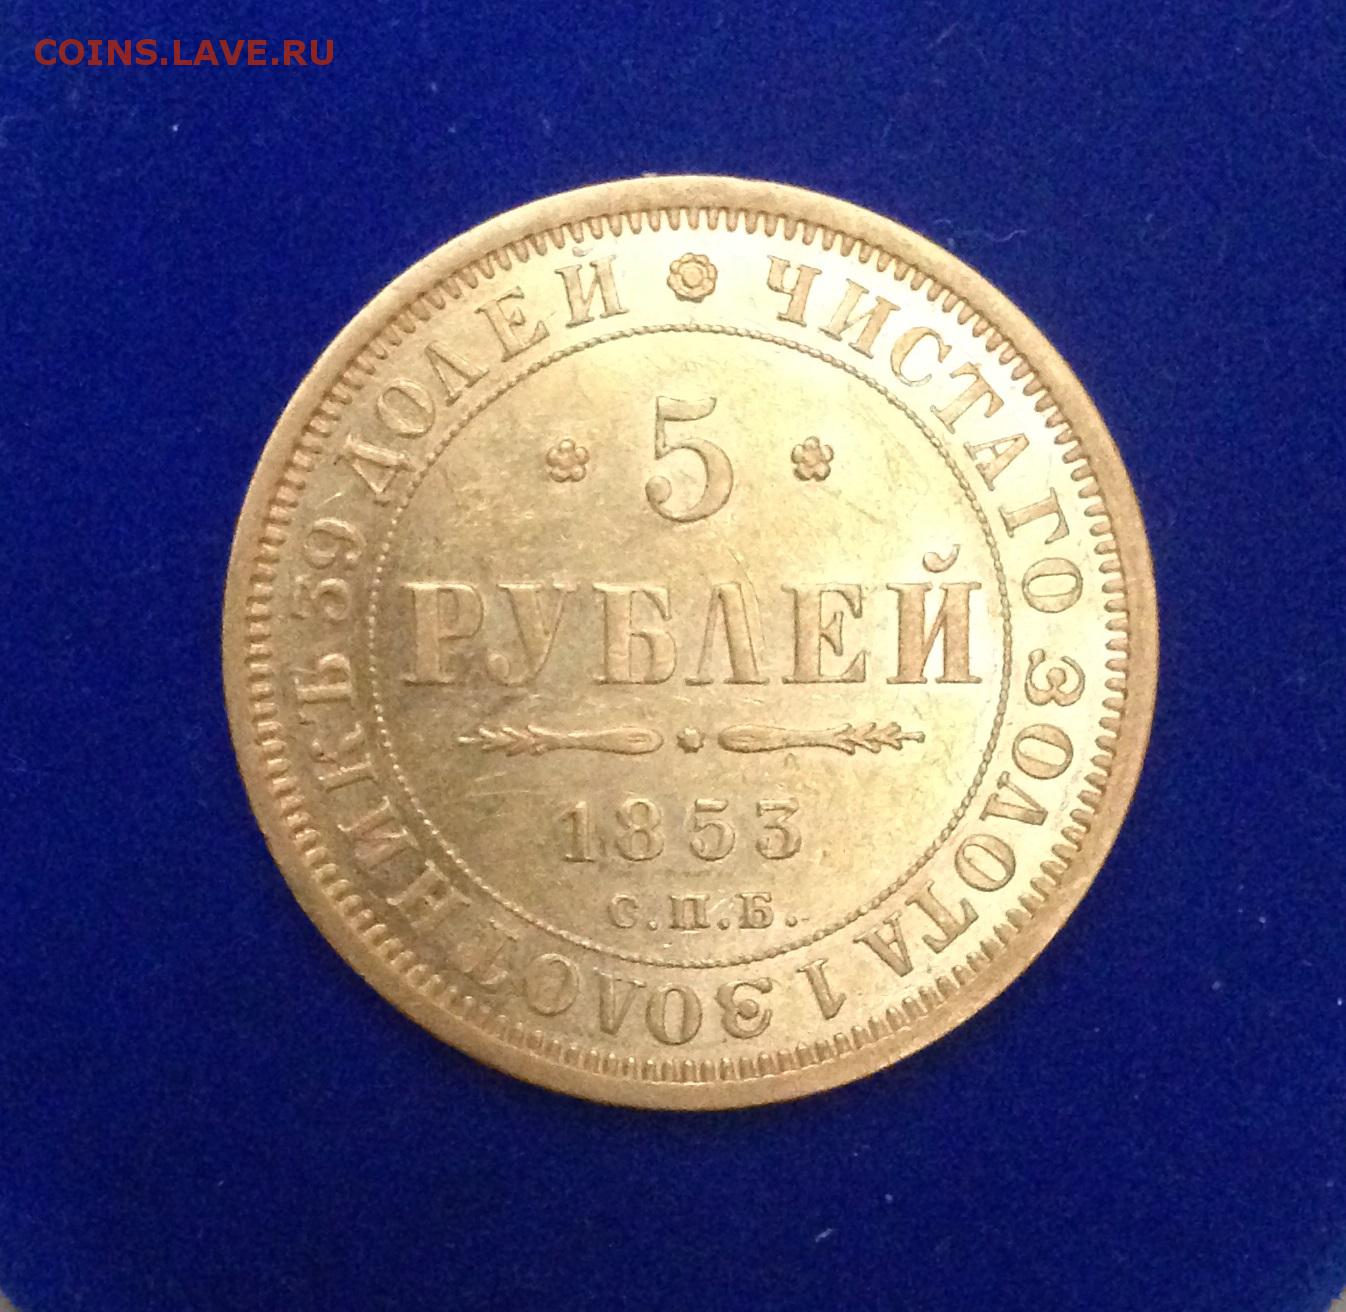 COINS.LAVE.RU
ЧИСТАГО ЗОЛОТА 1 ЗОЛОТНИКЪ 39 ДОЛЕЙ
5
РУБЛЕЙ
1853
С.П.Б.